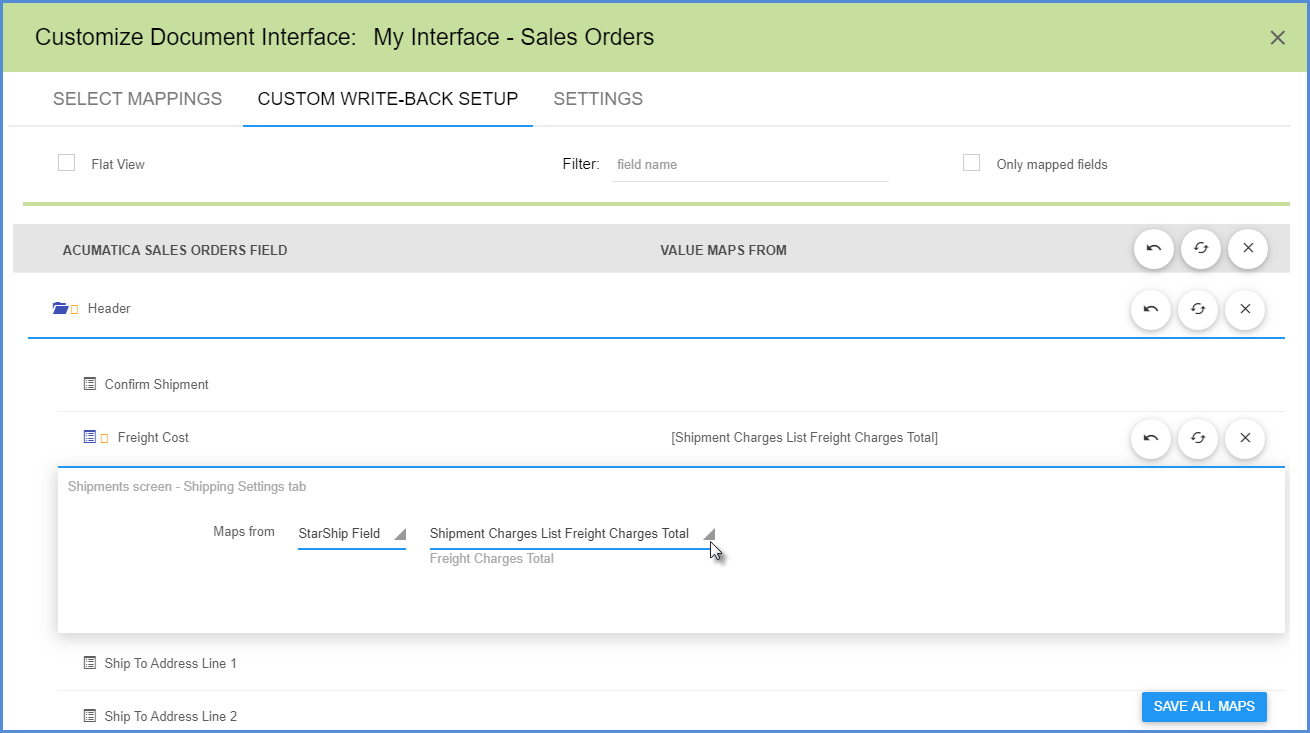 Customize Document Interface: My Interface - Sales Orders
SELECT MAPPINGS CUSTOM WRITE-BACK SETUP SETTINGS
Flat View Filter: field name Only mapped fields
ACUMATICA SALES ORDERS FIELD VALUE MAPS FROM
Header
Confirm Shipment
Freight Cost [Shipment Charges List Freight Charges Total]
Shipments screen - Shipping Settings tab
Maps from StarShip Field Shipment Charges List Freight Charges Total
Freight Charges Total
Ship To Address Line 1
Ship To Address Line 2
SAVE ALL MAPS